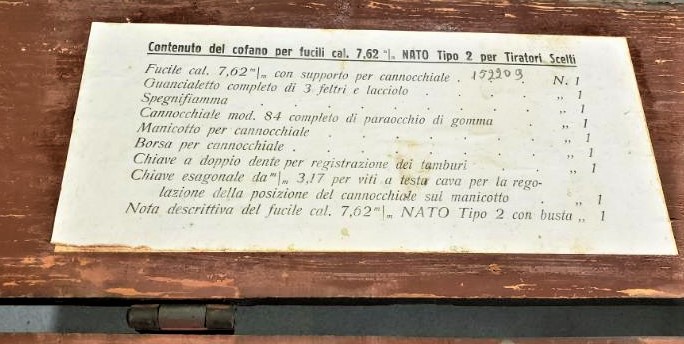 Contenuto del cofano per fucili cal. 7,62 ᵐ/ₘ NATO Tipo 2 per Tiratori Scelti
Fucile cal. 7,62 ᵐ/ₘ con supporto per cannocchiale . 152209 N. 1
Guancialetto completo di 3 feltri e lacciolo . . . . „ 1
Spegnifiamma . . . . . . . . . „ 1
Cannocchiale mod. 84 completo di paraocchio di gomma . „ 1
Manicotto per cannocchiale . . . . . . . „ 1
Borsa per cannocchiale . . . . . . . . „ 1
Chiave a doppio dente per registrazione dei tamburi . . „ 1
Chiave esagonale da ᵐ/ₘ 3,17 per viti a testa cava per la rego-
lazione della posizione del cannocchiale sul manicotto . „ 1
Nota descrittiva del fucile cal. 7,62 ᵐ/ₘ NATO Tipo 2 con busta „ 1